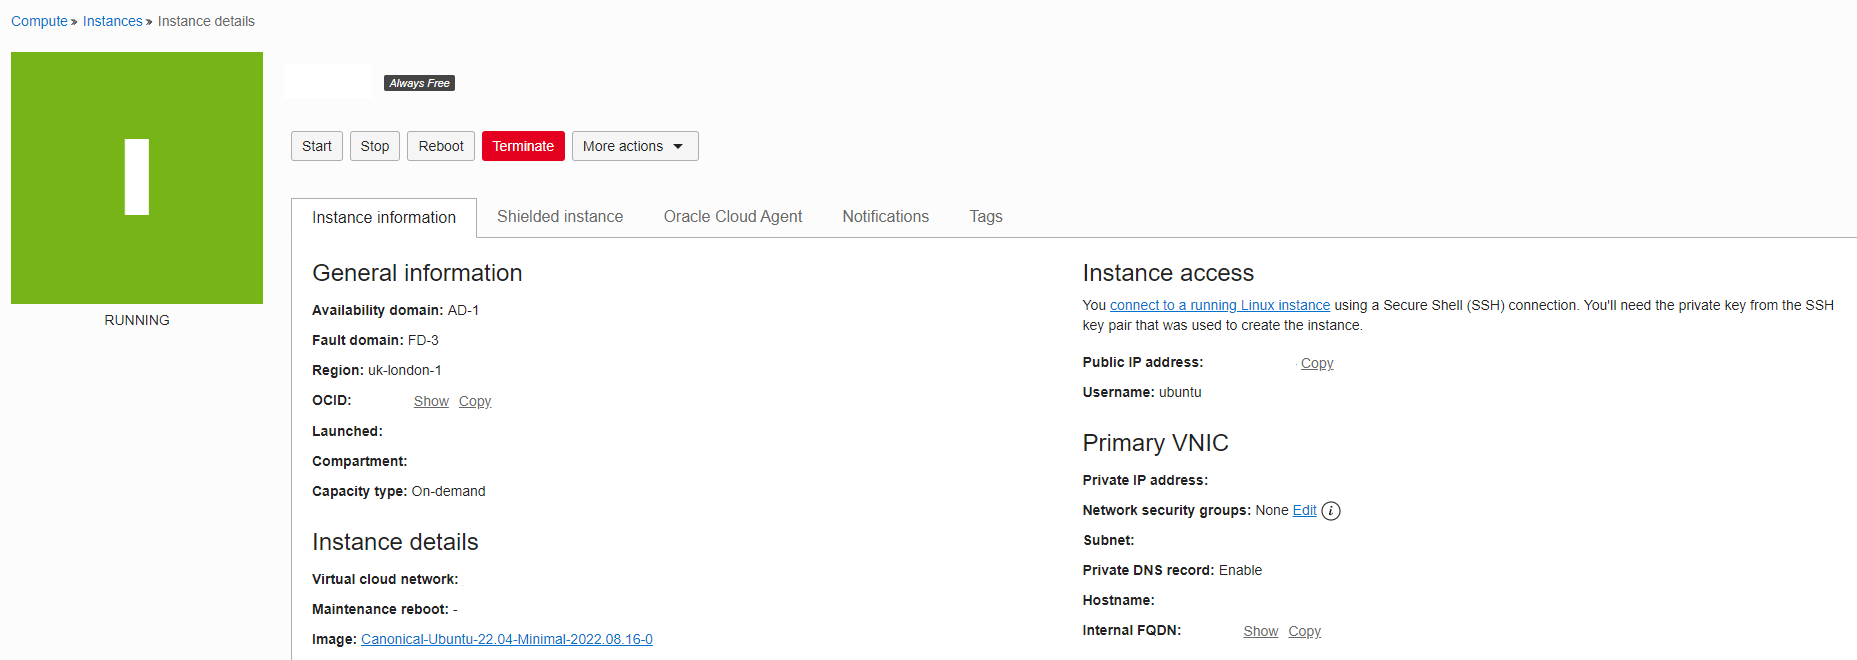 Compute » Instances » Instance details
Always Free
Start Stop Reboot Terminate More actions
Instance information Shielded instance Oracle Cloud Agent Notifications Tags
RUNNING
General information
Availability domain: AD-1
Fault domain: FD-3
Region: uk-london-1
OCID: Show Copy
Launched:
Compartment:
Capacity type: On-demand
Instance details
Virtual cloud network:
Maintenance reboot: -
Image: Canonical-Ubuntu-22.04-Minimal-2022.08.16-0
Instance access
You connect to a running Linux instance using a Secure Shell (SSH) connection. You'll need the private key from the SSH
key pair that was used to create the instance.
Public IP address: Copy
Username: ubuntu
Primary VNIC
Private IP address:
Network security groups: None Edit i
Subnet:
Private DNS record: Enable
Hostname:
Internal FQDN: Show Copy